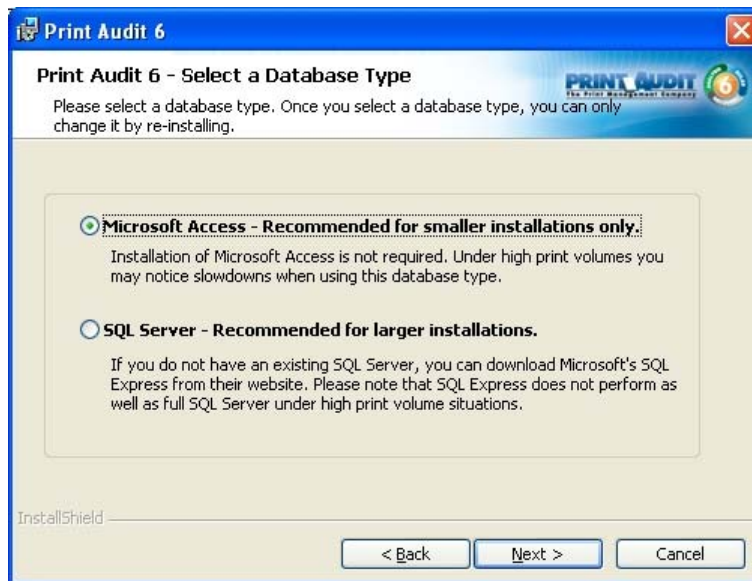 Print Audit 6
Print Audit 6 - Select a Database Type
Please select a database type. Once you select a database type, you can only
change it by re-installing.
PRINT AUDIT 6
The Print Management Company
Microsoft Access - Recommended for smaller installations only.
Installation of Microsoft Access is not required. Under high print volumes you
may notice slowdowns when using this database type.
SQL Server - Recommended for larger installations.
If you do not have an existing SQL Server, you can download Microsoft's SQL
Express from their website. Please note that SQL Express does not perform as
well as full SQL Server under high print volume situations.
InstallShield
< Back
Next >
Cancel